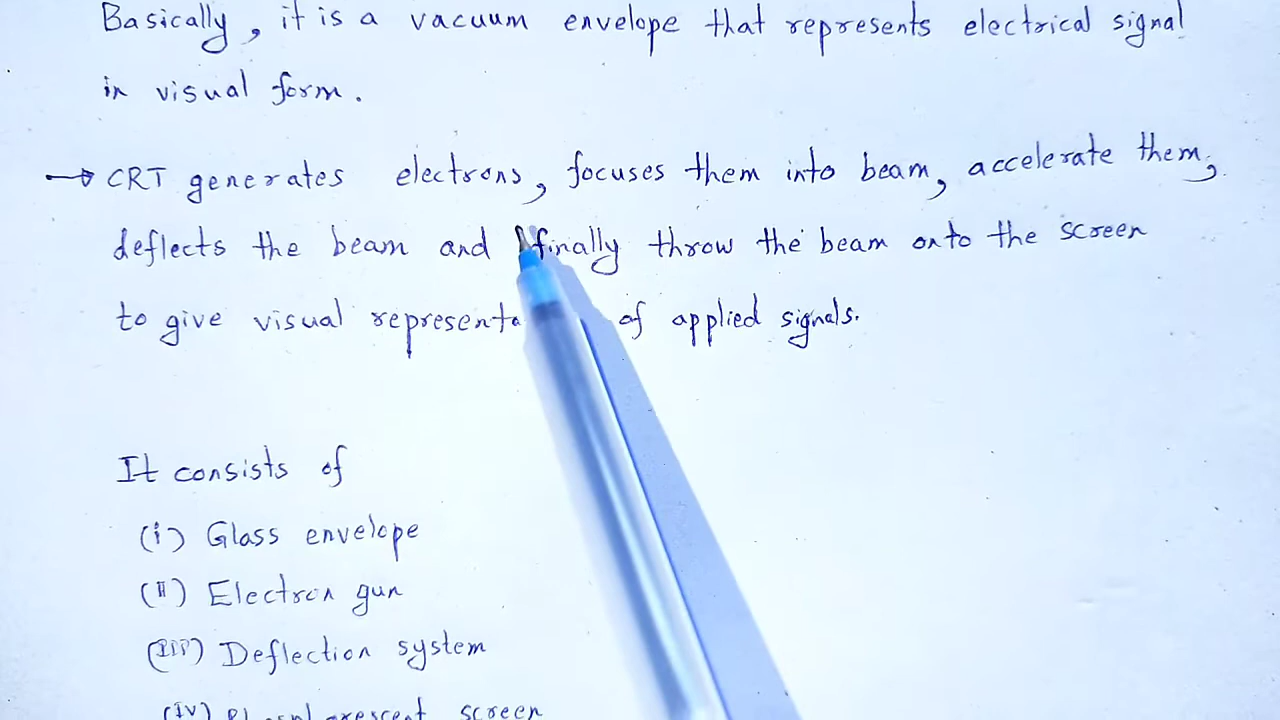 Basically, it is a vacuum envelope that represents electrical signal
in visual form.
→ CRT generates electrons, focuses them into beam, accelerate them,
deflects the beam and finally throw the beam onto the screen
to give visual representa of applied signals.
It consists of
(i) Glass envelope
(II) Electron gun
(III) Deflection system
(IV) screen